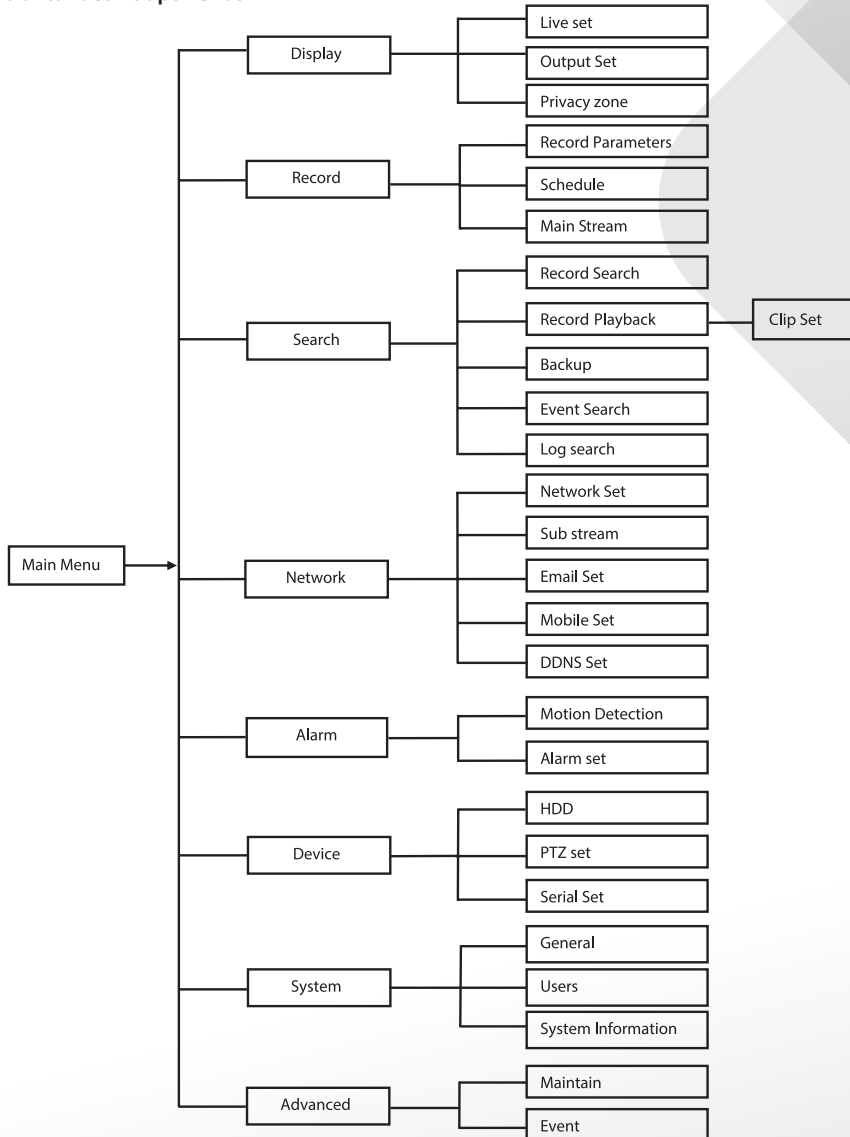 Live set
Display
Output Set
Privacy zone
Record Parameters
Record
Schedule
Main Stream
Record Search
Record Playback
Clip Set
Search
Backup
Event Search
Log search
Network Set
Sub stream
Main Menu
Network
Email Set
Mobile Set
DDNS Set
Motion Detection
Alarm
Alarm set
HDD
Device
PTZ set
Serial Set
General
System
Users
System Information
Maintain
Advanced
Event